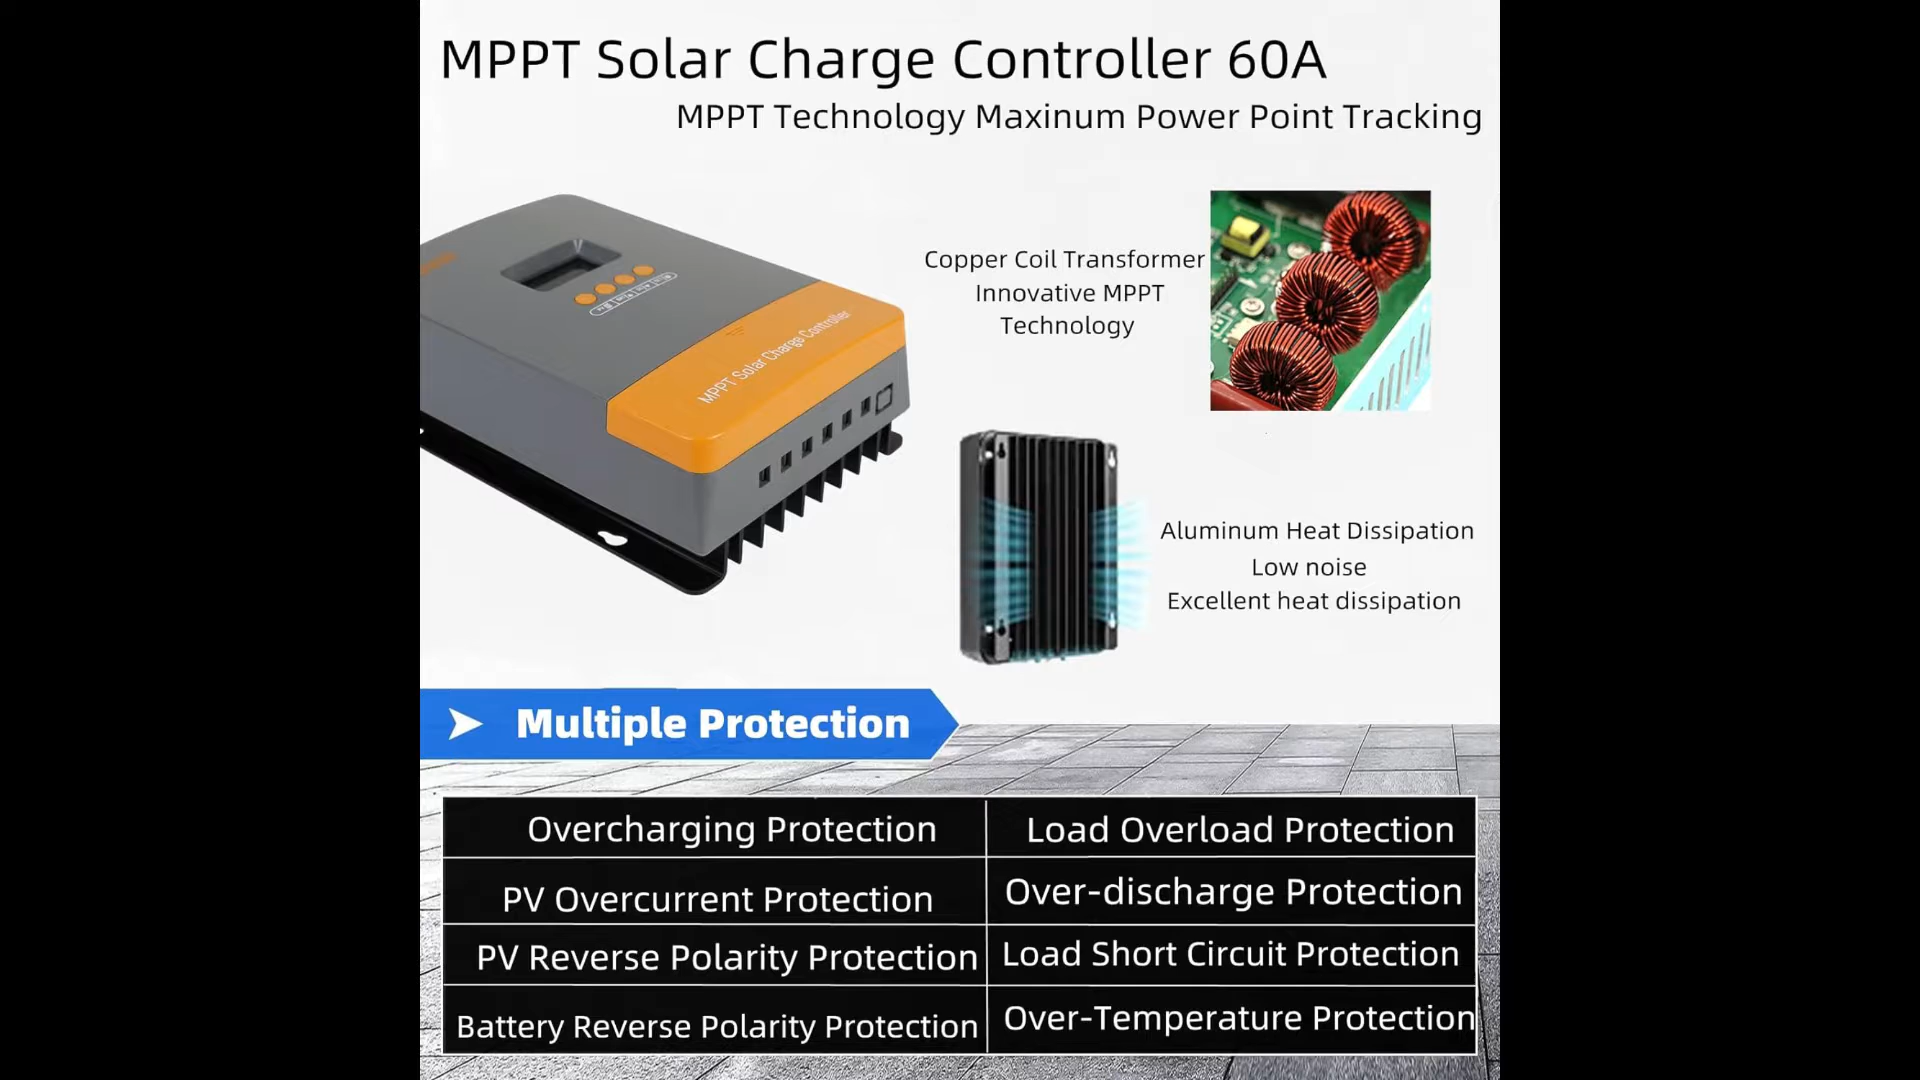 MPPT Solar Charge Controller 60A
MPPT Technology Maxinum Power Point Tracking
Copper Coil Transformer
Innovative MPPT
Technology
MPPT Solar Charge Controller
Aluminum Heat Dissipation
Low noise
Excellent heat dissipation
Multiple Protection
Overcharging Protection
Load Overload Protection
PV Overcurrent Protection
Over-discharge Protection
PV Reverse Polarity Protection
Load Short Circuit Protection
Battery Reverse Polarity Protection
Over-Temperature Protection